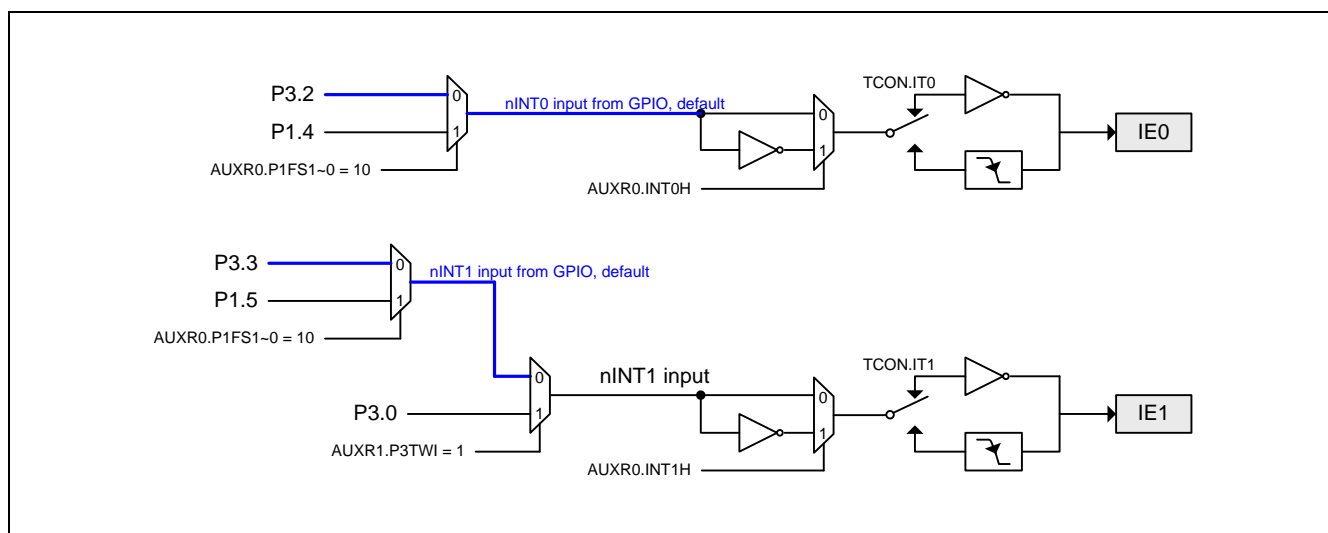 TCON.IT0
P3.2
0
nINT0 input from GPIO, default
P1.4
1
0
1
IE0
AUXR0.P1FS1~0 = 10
AUXR0.INT0H
P3.3
0
nINT1 input from GPIO, default
P1.5
1
AUXR0.P1FS1~0 = 10
TCON.IT1
0
nINT1 input
0
P3.0
1
1
IE1
AUXR1.P3TWI = 1
AUXR0.INT1H